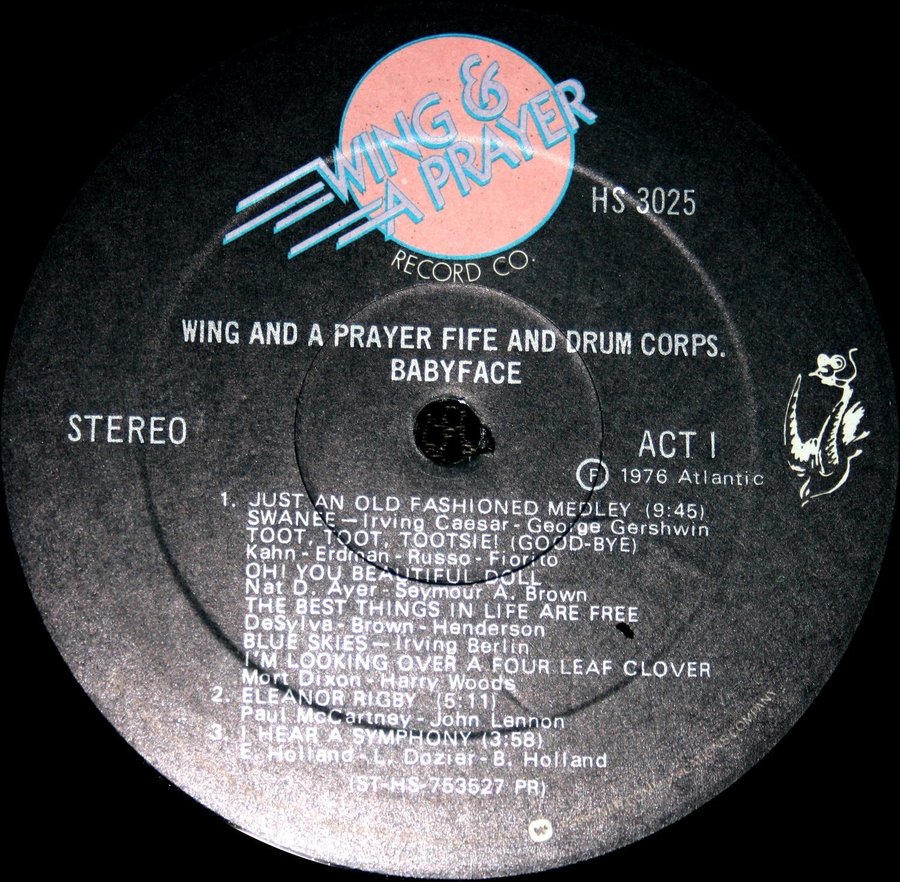 WING &
A PRAYER
RECORD CO.
HS 3025
WING AND A PRAYER FIFE AND DRUM CORPS.
BABYFACE
STEREO
ACT I
Ⓕ 1976 Atlantic
1. JUST AN OLD FASHIONED MEDLEY (9:45)
SWANEE—Irving Caesar - George Gershwin
TOOT, TOOT, TOOTSIE! (GOOD-BYE)
Kahn - Erdman - Russo - Fiorito
OH! YOU BEAUTIFUL DOLL
Nat D. Ayer - Seymour A. Brown
THE BEST THINGS IN LIFE ARE FREE
DeSylva - Brown - Henderson
BLUE SKIES—Irving Berlin
I'M LOOKING OVER A FOUR LEAF CLOVER
Mort Dixon - Harry Woods
2. ELEANOR RIGBY (5:11)
Paul McCartney - John Lennon
3. I HEAR A SYMPHONY (3:58)
E. Holland - L. Dozier - B. Holland
(ST-HS-753527 PR)
COMPANY